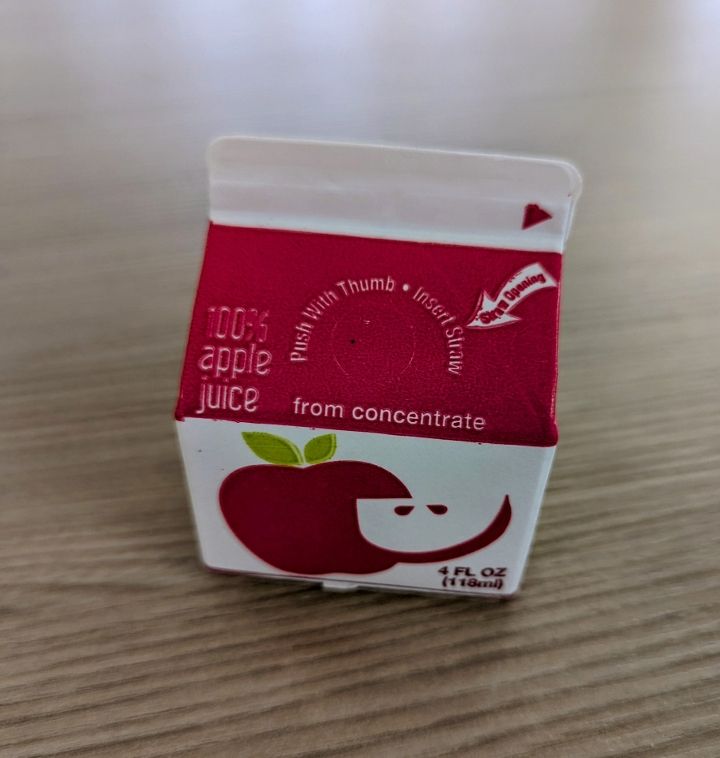 Push With Thumb • Insert Straw
Straw Opening
100%
apple
juice
from concentrate
4 FL OZ
(118ml)